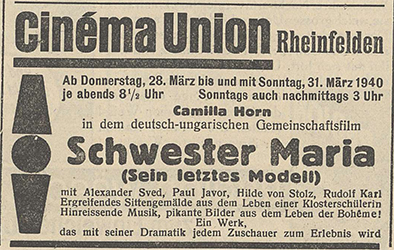 Cinéma Union Rheinfelden
Ab Donnerstag, 28. März bis und mit Sonntag, 31. März 1940
je abends 8½ Uhr Sonntags auch nachmittags 3 Uhr
Camilla Horn
in dem deutsch-ungarischen Gemeinschaftsfilm
Schwester Maria
(Sein letztes Modell)
mit Alexander Sved, Paul Javor, Hilde von Stolz, Rudolf Karl
Ergreifendes Sittengemälde aus dem Leben einer Klosterschülerin
Hinreissende Musik, pikante Bilder aus dem Leben der Bohême!
Ein Werk,
das mit seiner Dramatik jedem Zuschauer zum Erlebnis wird